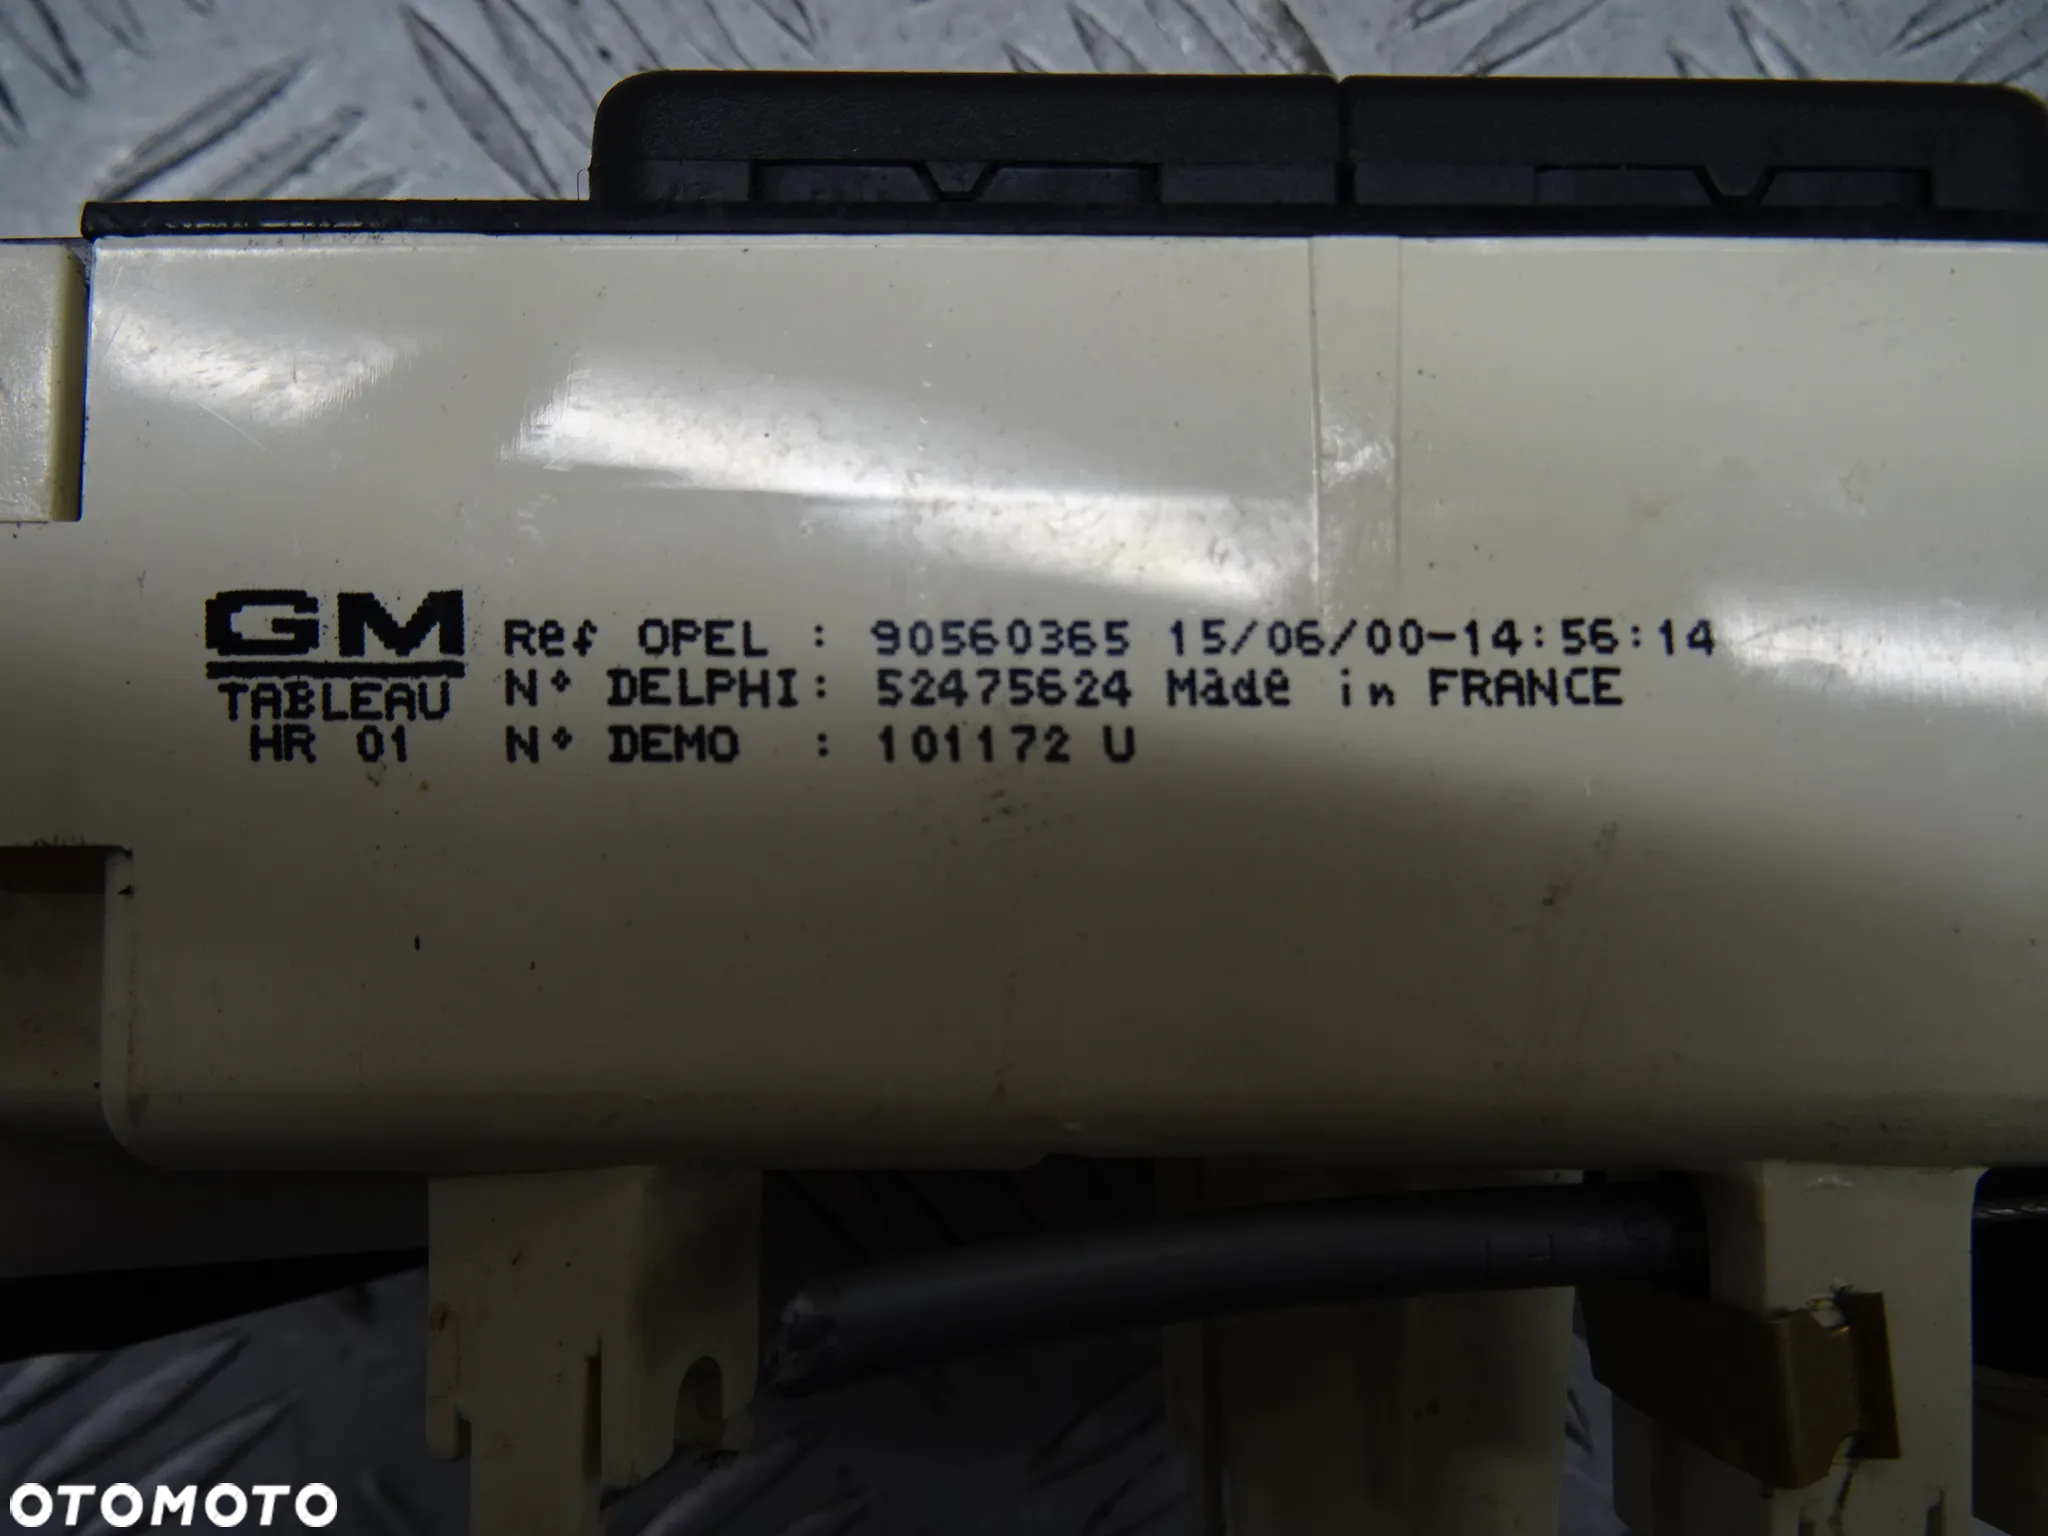 GM
TABLEAU
HR 01
Ref OPEL : 90560365 15/06/00-14:56:14
N° DELPHI: 52475624 Made in FRANCE
N° DEMO : 101172 U
OTOMOTO